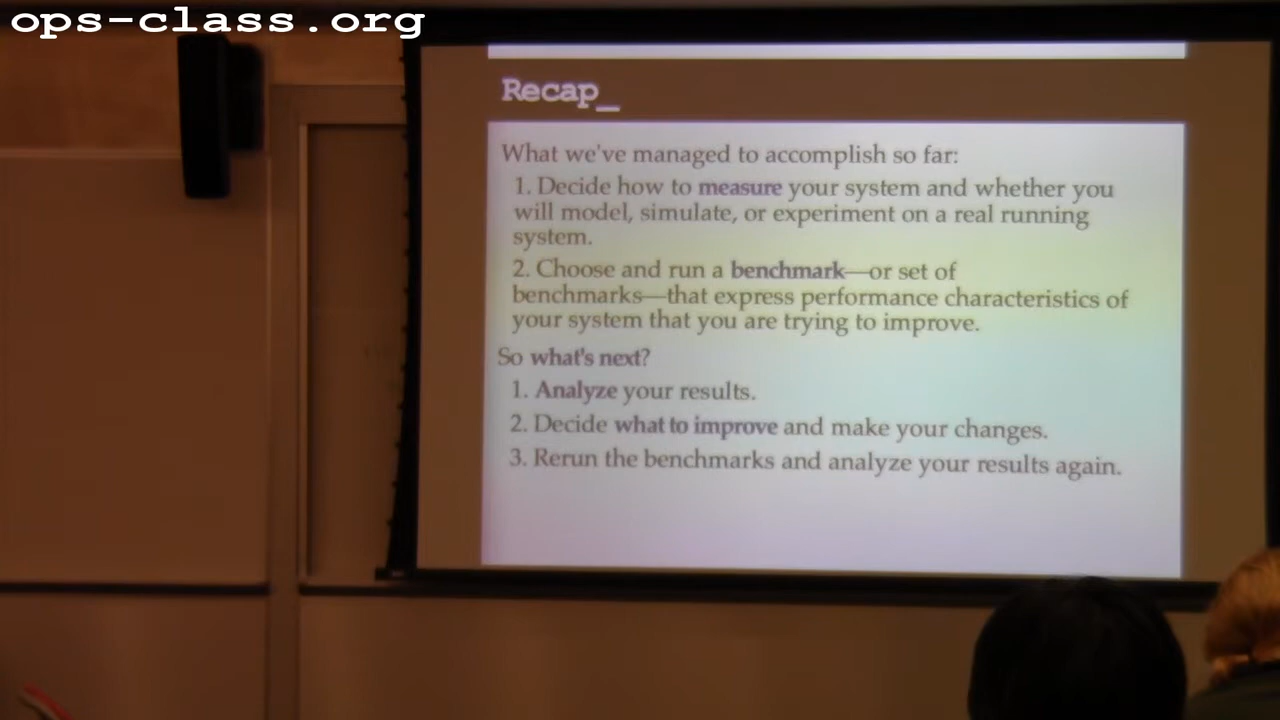 ops-class.org
Recap_
What we've managed to accomplish so far:
1. Decide how to measure your system and whether you
will model, simulate, or experiment on a real running
system.
2. Choose and run a benchmark—or set of
benchmarks—that express performance characteristics of
your system that you are trying to improve.
So what's next?
1. Analyze your results.
2. Decide what to improve and make your changes.
3. Rerun the benchmarks and analyze your results again.